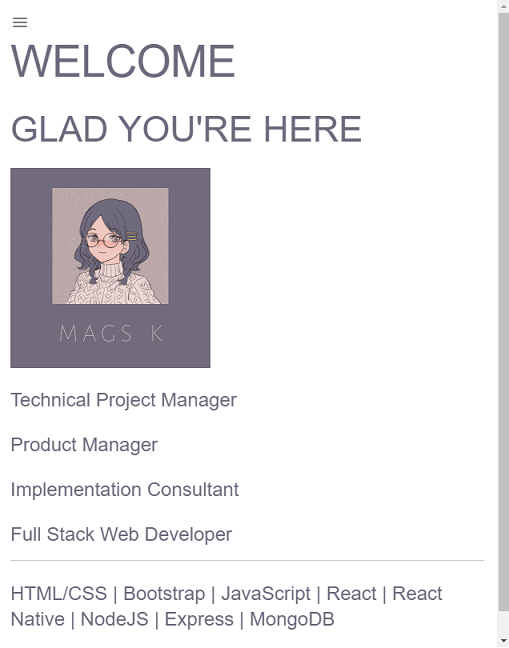 WELCOME
GLAD YOU'RE HERE
MAGS K
Technical Project Manager
Product Manager
Implementation Consultant
Full Stack Web Developer
HTML/CSS | Bootstrap | JavaScript | React | React
Native | NodeJS | Express | MongoDB